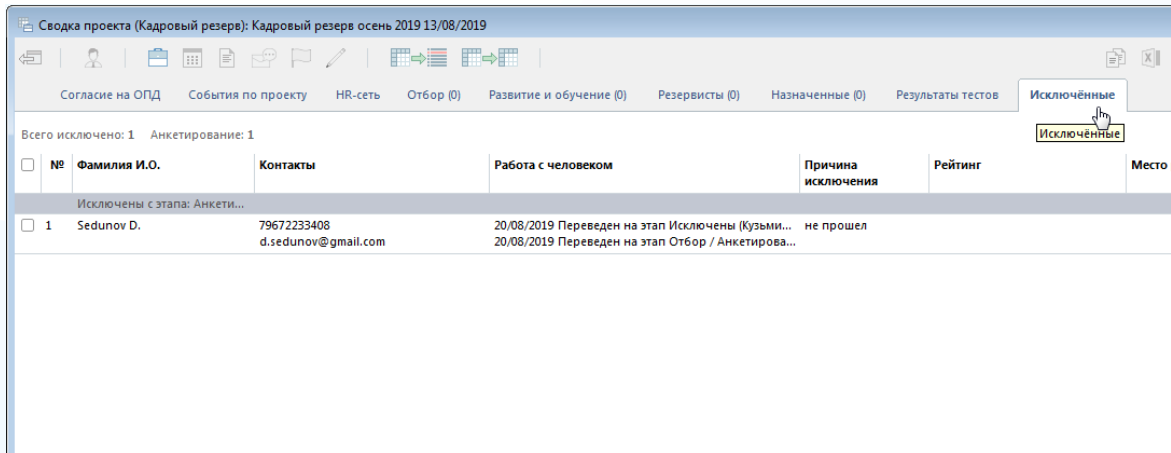 Сводка проекта (Кадровый резерв): Кадровый резерв осень 2019 13/08/2019
Согласие на ОПД События по проекту HR-сеть Отбор (0) Развитие и обучение (0) Резервисты (0) Назначенные (0) Результаты тестов Исключённые
Всего исключено: 1 Анкетирование: 1
Исключённые
№ Фамилия И.О. Контакты Работа с человеком Причина исключения Рейтинг Место
Исключены с этапа: Анкети...
1 Sedunov D. 79672233408 20/08/2019 Переведен на этап Исключены (Кузьми... не прошел
d.sedunov@gmail.com 20/08/2019 Переведен на этап Отбор / Анкетирова...